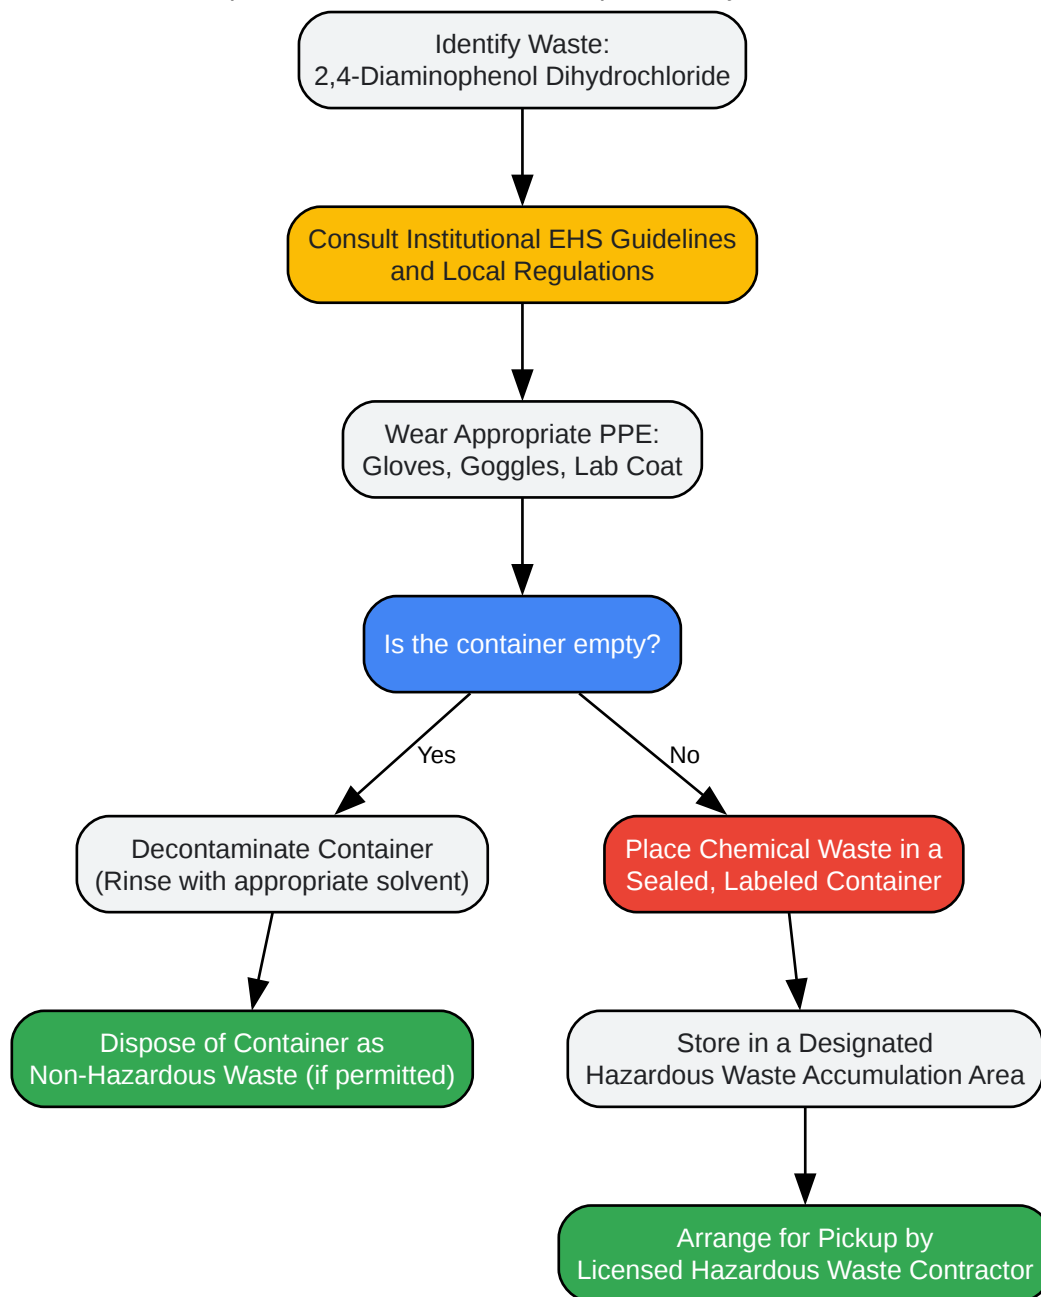 Identify Waste:
2,4-Diaminophenol Dihydrochloride
Consult Institutional EHS Guidelines
and Local Regulations
Wear Appropriate PPE:
Gloves, Goggles, Lab Coat
Is the container empty?
Yes
No
Decontaminate Container
(Rinse with appropriate solvent)
Place Chemical Waste in a
Sealed, Labeled Container
Dispose of Container as
Non-Hazardous Waste (if permitted)
Store in a Designated
Hazardous Waste Accumulation Area
Arrange for Pickup by
Licensed Hazardous Waste Contractor